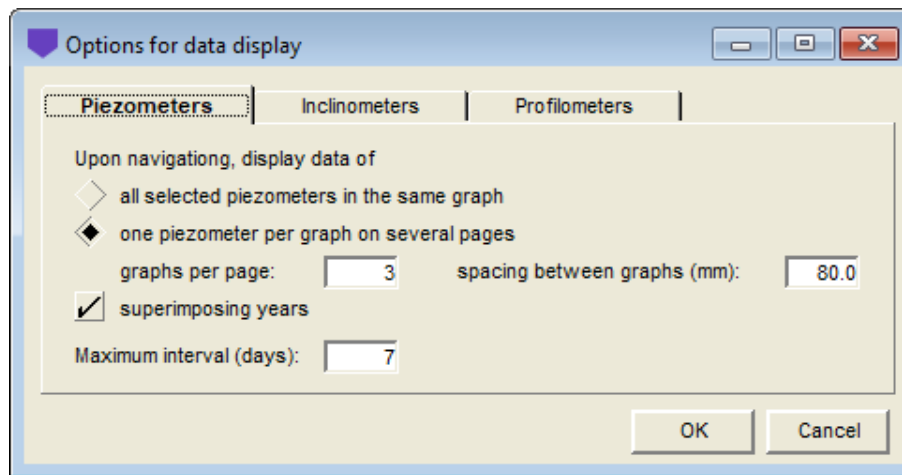 Options for data display
Piezometers Inclinometers Profilometers
Upon navigationg, display data of
all selected piezometers in the same graph
one piezometer per graph on several pages
graphs per page: 3 spacing between graphs (mm): 80.0
superimposing years
Maximum interval (days): 7
OK Cancel